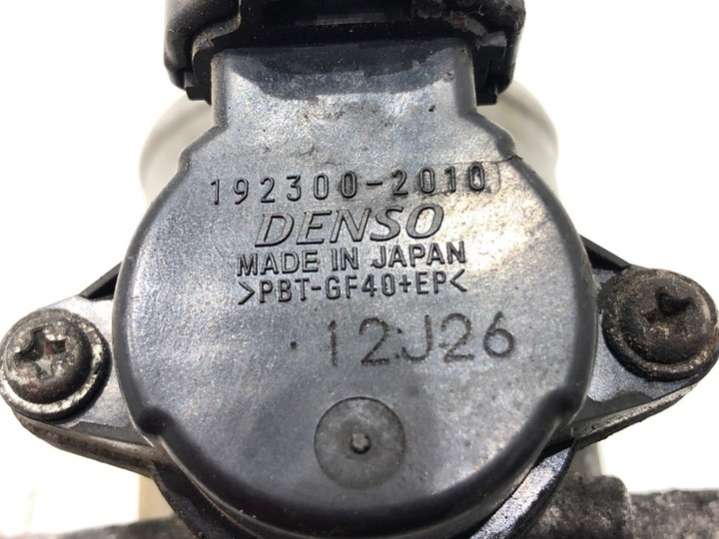 192300-2010
DENSO
MADE IN JAPAN
>PBT-GF40+EP<
12J26